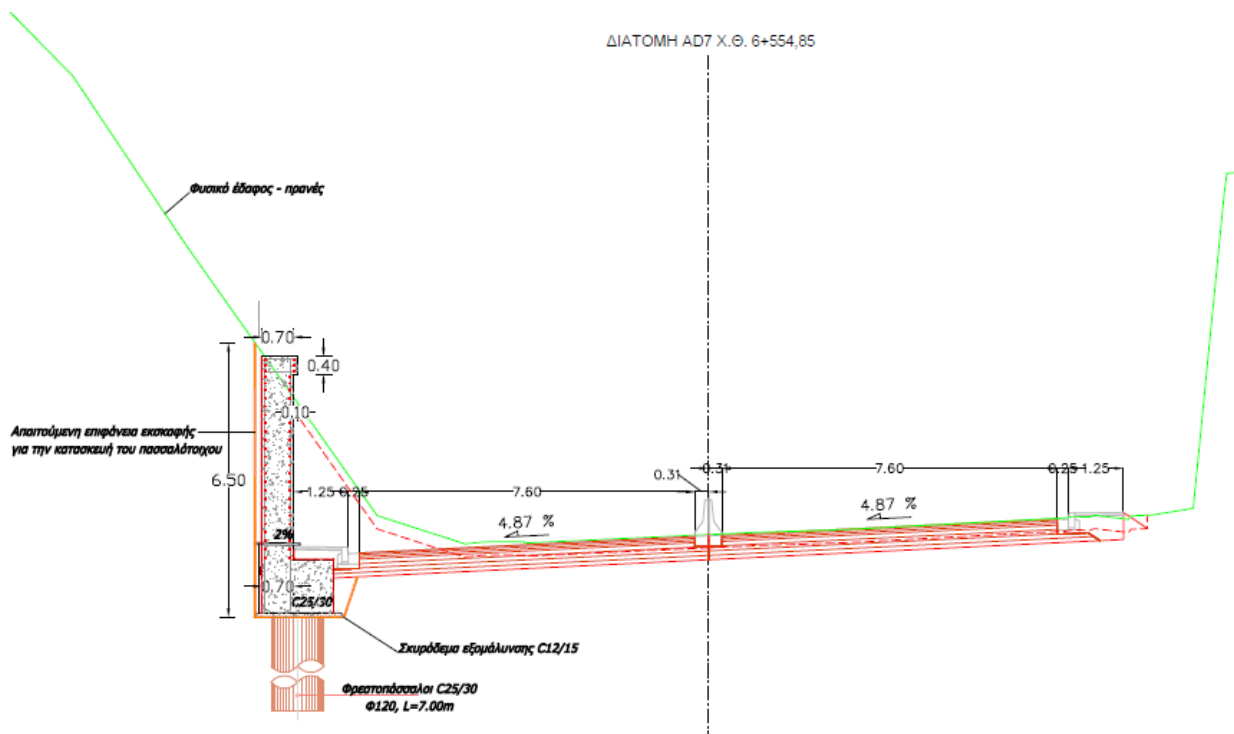 ΔΙΑΤΟΜΗ AD7 Χ.Θ. 6+554,85
Φυσικό έδαφος - πρανές
0.70
0.40
0.10
Απαιτούμενη επιφάνεια εκσκαφής
για την κατασκευή του πασσαλότοιχου
6.50
1.25
0.25
7.60
0.31
0.31
7.60
0.25
1.25
4.87 %
4.87 %
2%
0.70
C25/30
Σκυρόδεμα εξομάλυνσης C12/15
Φρεατοπάσσαλοι C25/30
Φ120, L=7.00m